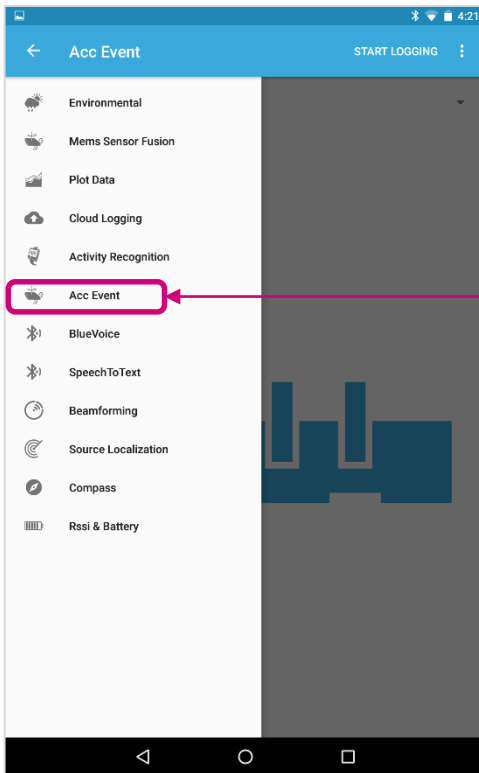 4:21
Acc Event START LOGGING
Environmental
Mems Sensor Fusion
Plot Data
Cloud Logging
Activity Recognition
Acc Event
BlueVoice
SpeechToText
Beamforming
Source Localization
Compass
Rssi & Battery